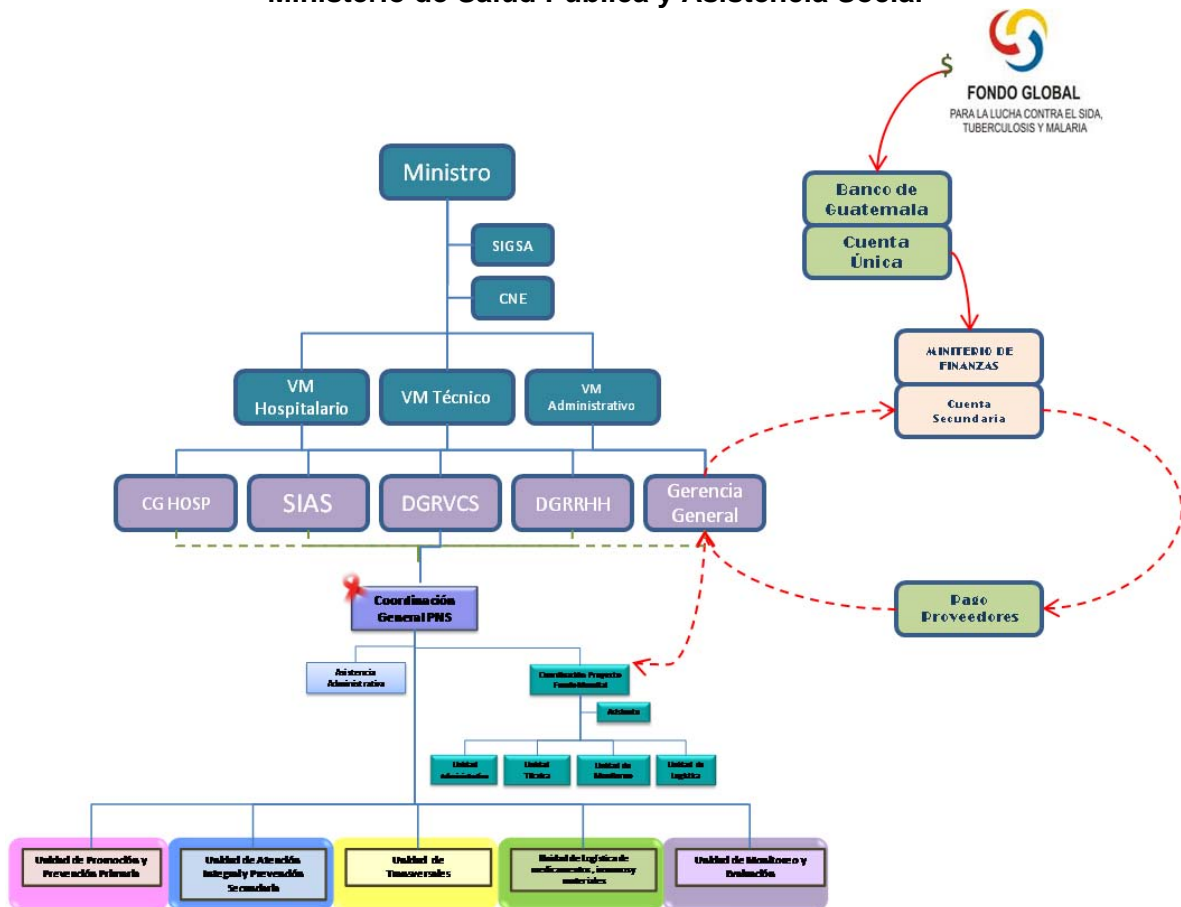 Ministerio de Salud Pública y Asistencia Social
$
FONDO GLOBAL
PARA LA LUCHA CONTRA EL SIDA,
TUBERCULOSIS Y MALARIA
Ministro
SIGSA
CNE
Banco de
Guatemala
Cuenta
Única
MINITERIO DE
FINANZAS
Cuenta
Secundaria
VM
Hospitalario
VM Técnico
VM
Administrativo
CG HOSP
SIAS
DGRVCS
DGRRHH
Gerencia
General
Pago
Proveedores
Coordinación
General PNS
Asistencia
Administrativa
Coordinación Proyecto
Fondo Mundial
Asistente
Unidad
Administrativa
Unidad
Técnica
Unidad de
Monitoreo
Unidad de
Logística
Unidad de Promoción y
Prevención Primaria
Unidad de Atención
Integral y Prevención
Secundaria
Unidad de
Transversales
Unidad de Logística de
medicamentos, insumos y
materiales
Unidad de Monitoreo y
Evaluación